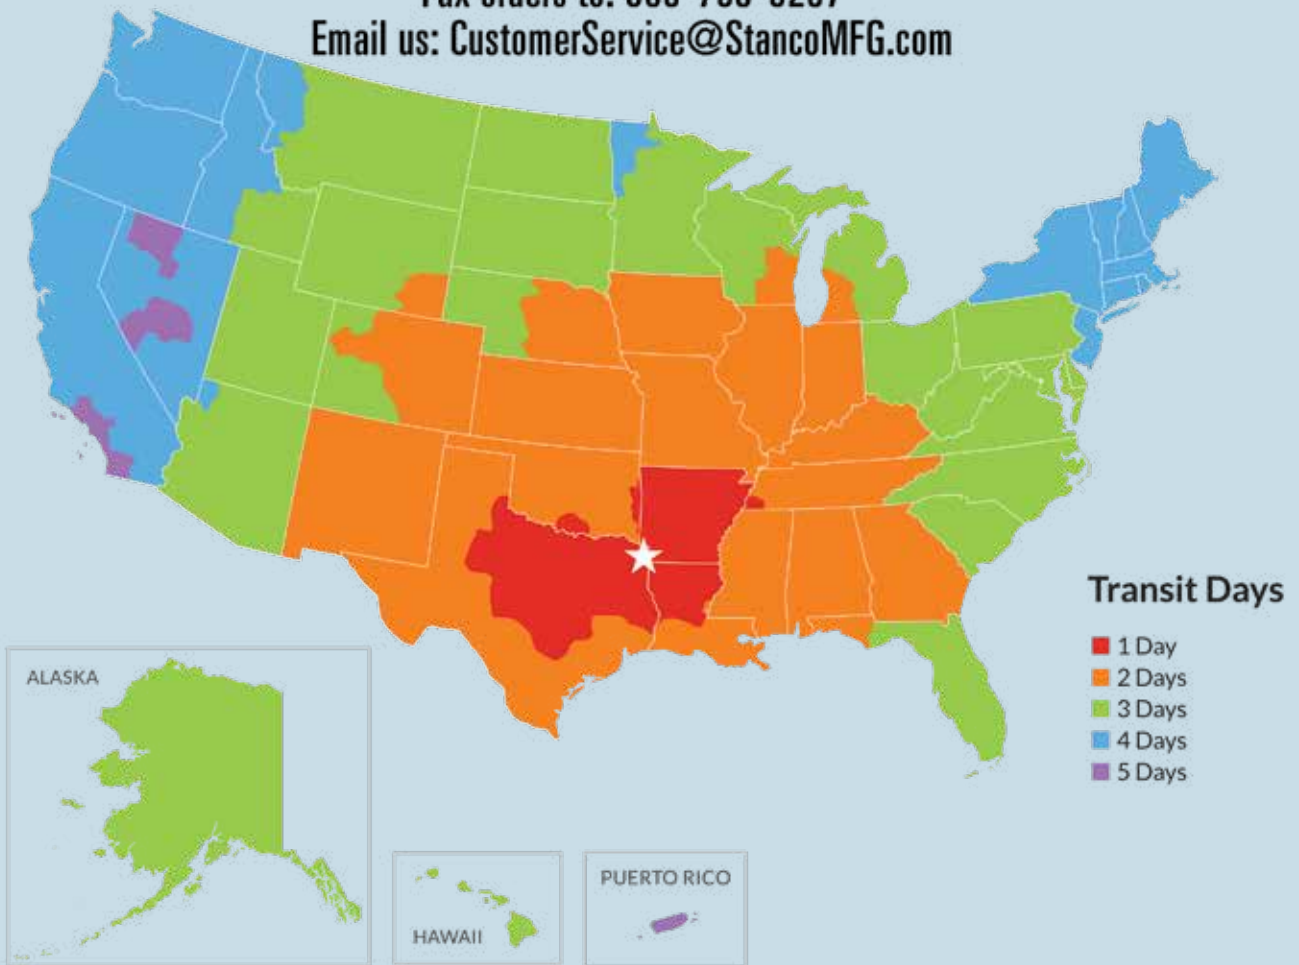 Email us: CustomerService@StancoMFG.com
Transit Days
1 Day
2 Days
3 Days
4 Days
5 Days
ALASKA
HAWAII
PUERTO RICO